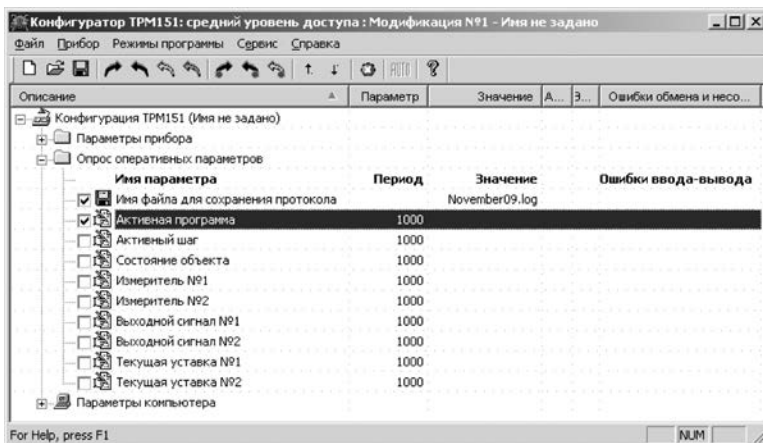 Конфигуратор ТРМ151: средний уровень доступа : Модификация №1 - Имя не задано
Файл Прибор Режимы программы Сервис Справка
AUTO
Описание Параметр Значение А... Э... Ошибки обмена и несо...
Конфигурация ТРМ151 (Имя не задано)
Параметры прибора
Опрос оперативных параметров
Имя параметра Период Значение Ошибки ввода-вывода
Имя файла для сохранения протокола November09.log
Активная программа 1000
Активный шаг 1000
Состояние объекта 1000
Измеритель №1 1000
Измеритель №2 1000
Выходной сигнал №1 1000
Выходной сигнал №2 1000
Текущая уставка №1 1000
Текущая уставка №2 1000
Параметры компьютера
For Help, press F1 NUM